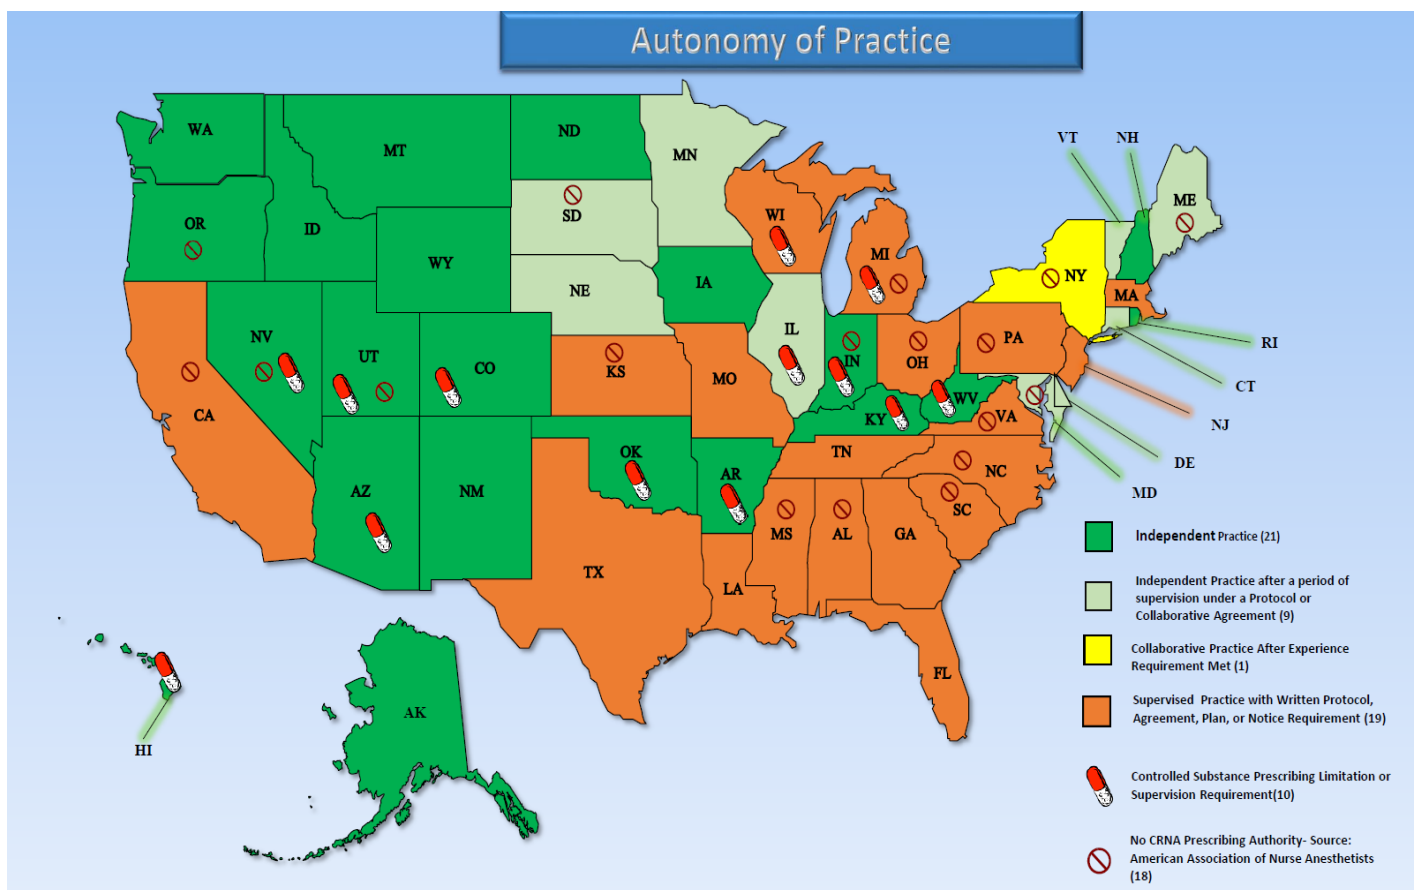 Autonomy of Practice
WA
MT
ND
MN
VT
NH
ME
OR
ID
SD
WI
MI
NY
WY
IA
MA
NE
NV
UT
CO
IL
IN
OH
PA
RI
KS
MO
CT
CA
KY
WV
VA
NJ
OK
TN
NC
DE
AZ
NM
AR
SC
MD
MS
AL
GA
TX
LA
FL
AK
HI
Independent Practice (21)
Independent Practice after a period of
supervision under a Protocol or
Collaborative Agreement (9)
Collaborative Practice After Experience
Requirement Met (1)
Supervised Practice with Written Protocol,
Agreement, Plan, or Notice Requirement (19)
Controlled Substance Prescribing Limitation or
Supervision Requirement(10)
No CRNA Prescribing Authority- Source:
American Association of Nurse Anesthetists
(18)